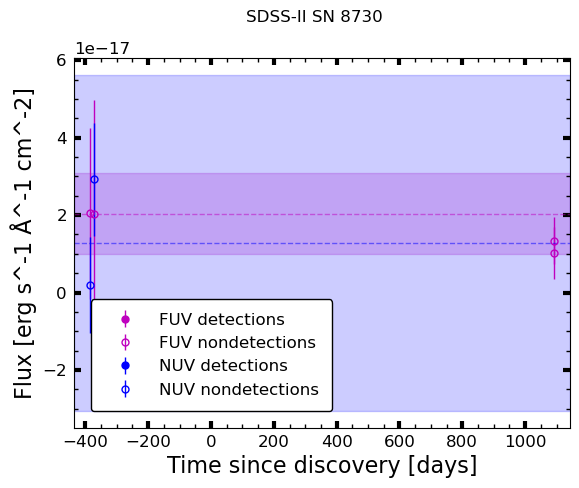 SDSS-II SN 8730
1e−17
6
4
2
0
−2
Flux [erg s^-1 Å^-1 cm^-2]
FUV detections
FUV nondetections
NUV detections
NUV nondetections
−400 −200 0 200 400 600 800 1000
Time since discovery [days]